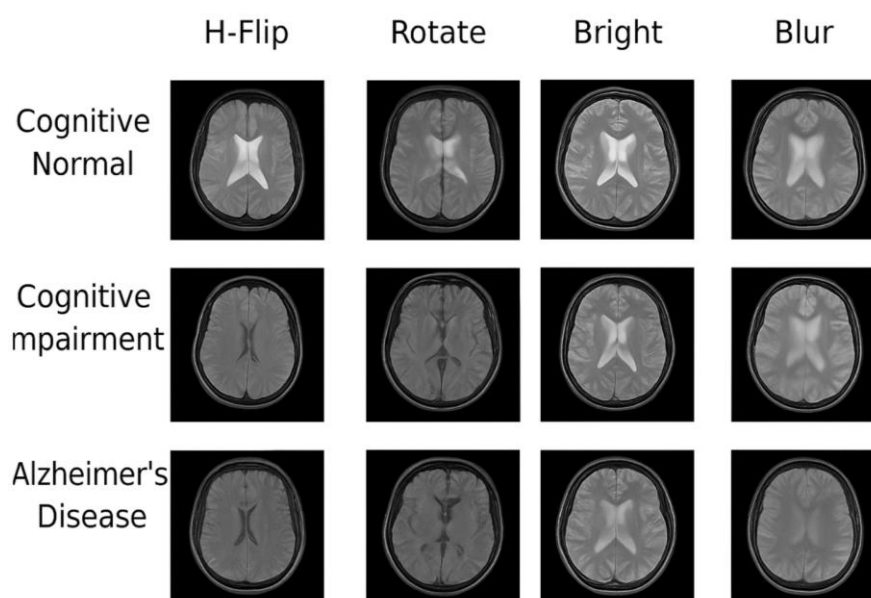 H-Flip Rotate Bright Blur
Cognitive
Normal
Cognitive
mpairment
Alzheimer's
Disease